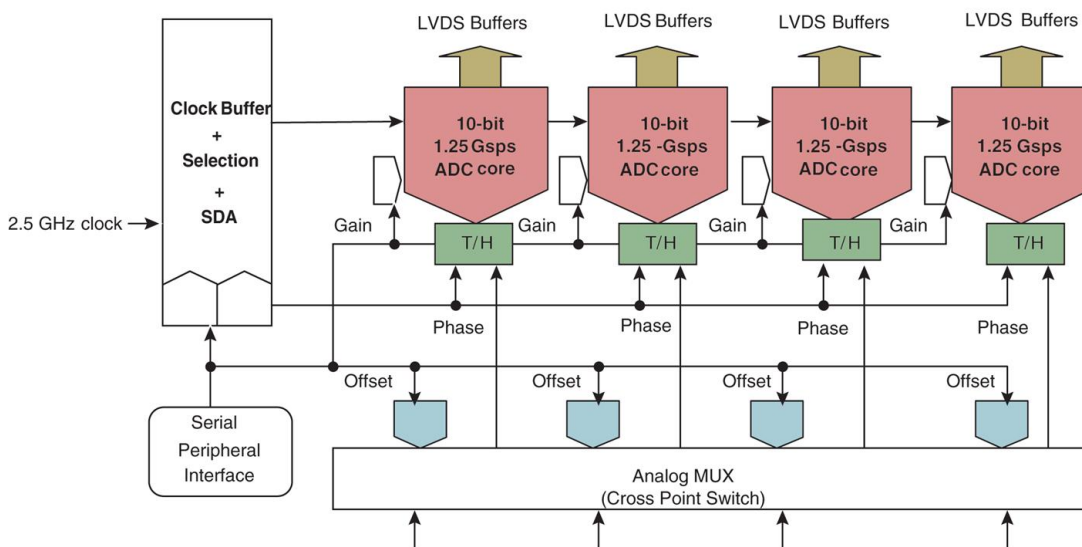 LVDS Buffers
LVDS Buffers
LVDS Buffers
LVDS Buffers
Clock Buffer
+
Selection
+
SDA
10-bit
1.25 Gsps
ADC core
10-bit
1.25 -Gsps
ADC core
10-bit
1.25 -Gsps
ADC core
10-bit
1.25 Gsps
ADC core
2.5 GHz clock
Gain
Gain
Gain
Gain
T/H
T/H
T/H
T/H
Phase
Phase
Phase
Phase
Offset
Offset
Offset
Offset
Serial
Peripheral
Interface
Analog MUX
(Cross Point Switch)